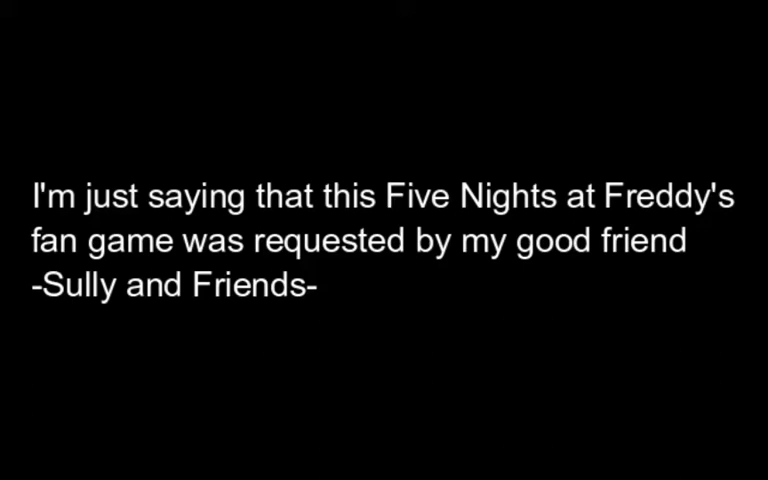 I'm just saying that this Five Nights at Freddy's
fan game was requested by my good friend
-Sully and Friends-